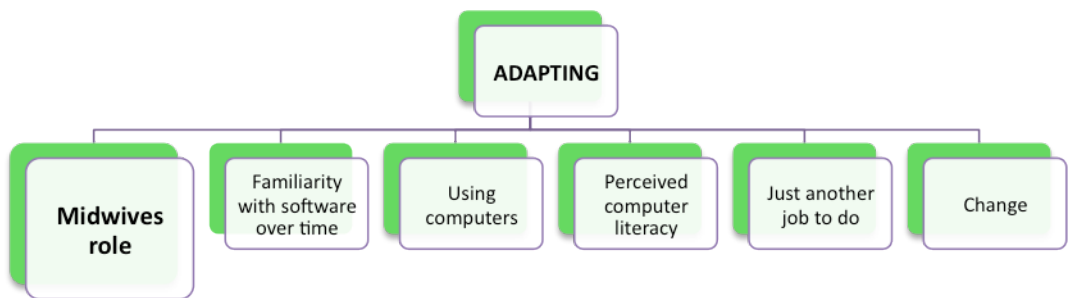 ADAPTING
Midwives
role
Familiarity
with software
over time
Using
computers
Perceived
computer
literacy
Just another
job to do
Change